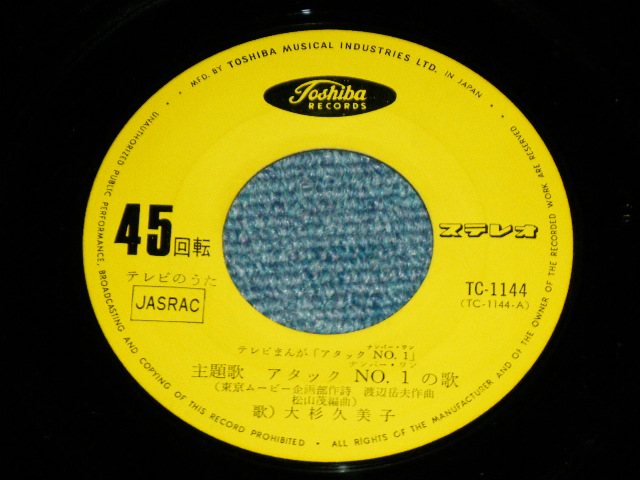 MFD. BY TOSHIBA MUSICAL INDUSTRIES LTD. IN JAPAN.
Toshiba
RECORDS
45回転
ステレオ
テレビのうた
JASRAC
TC-1144
(TC-1144-A)
テレビまんが「アタック NO.1」
ナンバー・ワン
主題歌 アタック NO.1の歌
ナンバー・ワン
(東京ムービー企画部作詩 渡辺岳夫作曲
松山茂編曲)
歌) 大杉久美子
UNAUTHORIZED PUBLIC PERFORMANCE, BROADCASTING AND COPYING OF THIS RECORD PROHIBITED • ALL RIGHTS OF THE MANUFACTURER AND OF THE OWNER OF THE RECORDED WORK ARE RESERVED